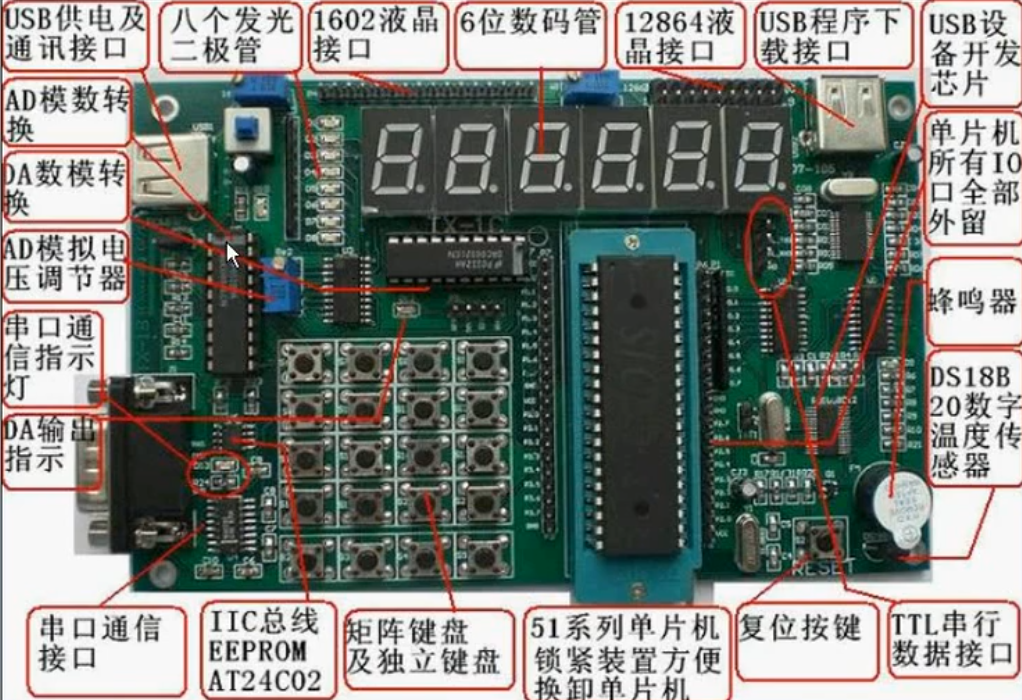 USB供电及
通讯接口
八个发光
二极管
1602液晶
接口
6位数码管
12864液
晶接口
USB程序下
载接口
USB设
备开发
芯片
AD模数转
换
DA数模转
换
AD模拟电
压调节器
串口通
信指示
灯
DA输出
指示
单片机
所有IO
口全部
外留
蜂鸣器
DS18B
20数字
温度传
感器
RESET
串口通信
接口
IIC总线
EEPROM
AT24C02
矩阵键盘
及独立键盘
51系列单片机
锁紧装置方便
换卸单片机
复位按键
TTL串行
数据接口